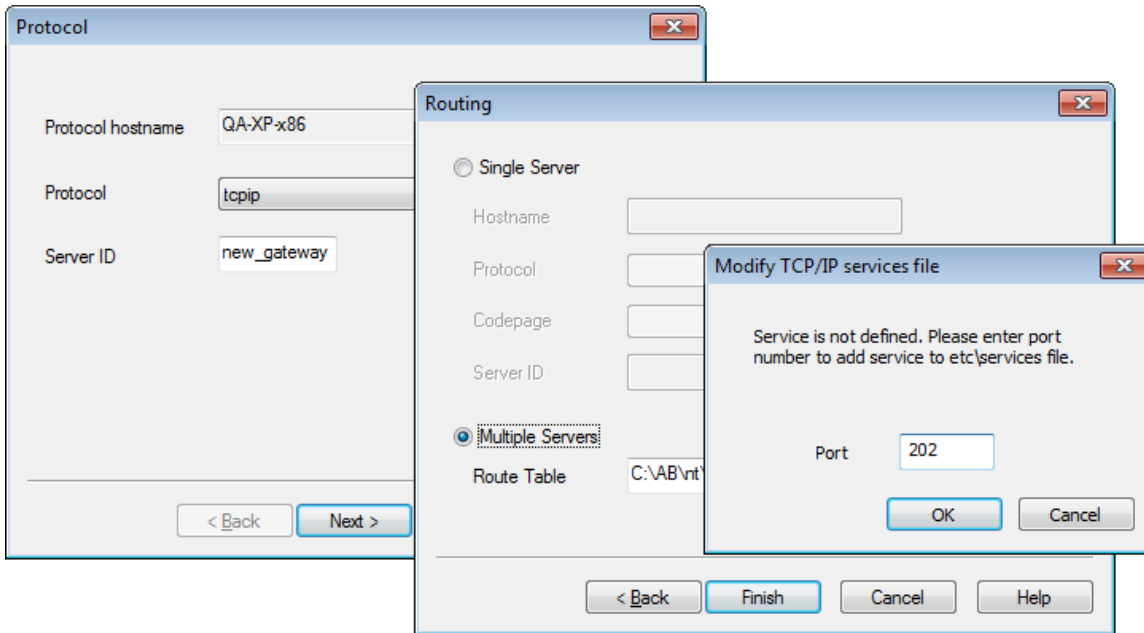 Protocol
Protocol hostname
QA-XP-x86
Protocol
tcpip
Server ID
new_gateway
< Back
Next >
Routing
Single Server
Hostname
Protocol
Codepage
Server ID
Multiple Servers
Route Table
C:\AB\nt\
< Back
Finish
Cancel
Help
Modify TCP/IP services file
Service is not defined. Please enter port
number to add service to etc\services file.
Port
202
OK
Cancel